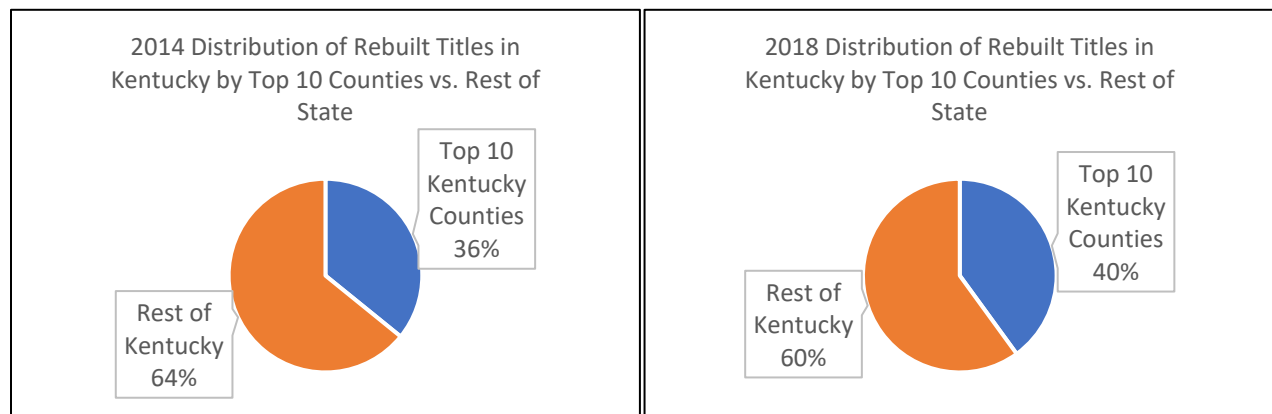 2014 Distribution of Rebuilt Titles in
Kentucky by Top 10 Counties vs. Rest of
State
Top 10
Kentucky
Counties
36%
Rest of
Kentucky
64%
2018 Distribution of Rebuilt Titles in
Kentucky by Top 10 Counties vs. Rest of
State
Top 10
Kentucky
Counties
40%
Rest of
Kentucky
60%